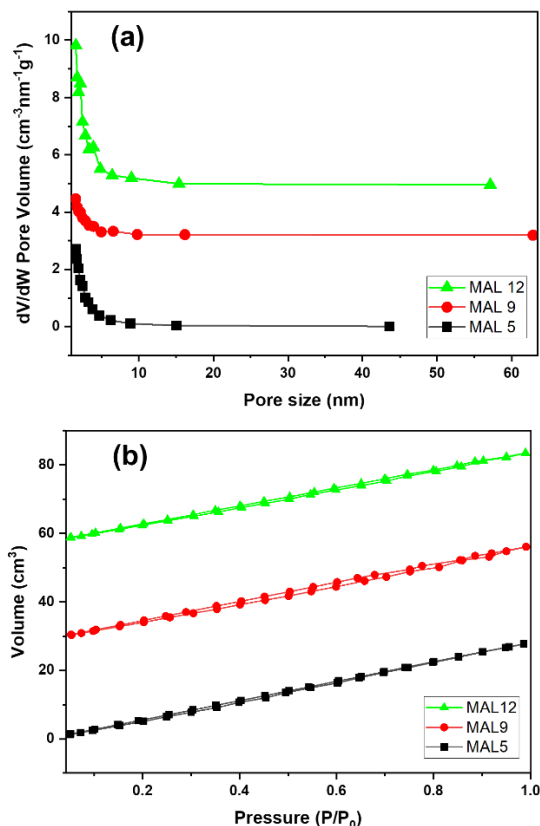 (a)
dV/dW Pore Volume (cm⁻³nm⁻¹g⁻¹)
10
8
6
4
2
0
MAL 12
MAL 9
MAL 5
10
20
30
40
50
60
Pore size (nm)
(b)
Volume (cm³)
80
60
40
20
0
MAL12
MAL9
MAL5
0.2
0.4
0.6
0.8
1.0
Pressure (P/P₀)